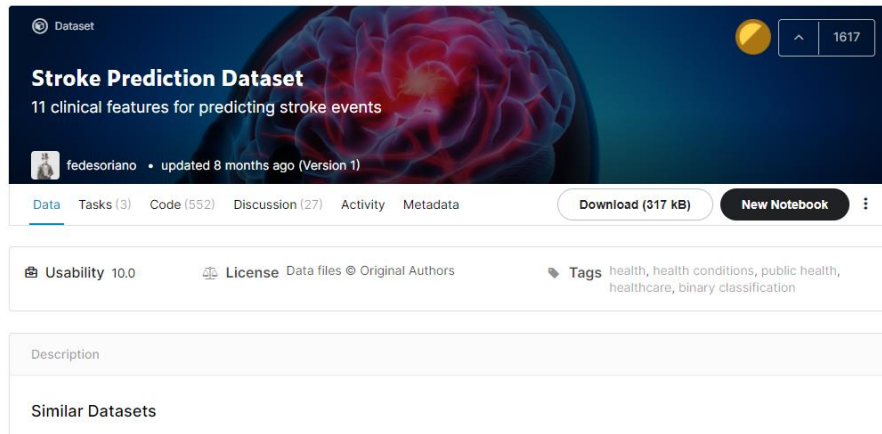 Dataset
1617
Stroke Prediction Dataset
11 clinical features for predicting stroke events
fedesoriano • updated 8 months ago (Version 1)
Data Tasks (3) Code (552) Discussion (27) Activity Metadata Download (317 kB) New Notebook
Usability 10.0 License Data files © Original Authors Tags health, health conditions, public health,
healthcare, binary classification
Description
Similar Datasets